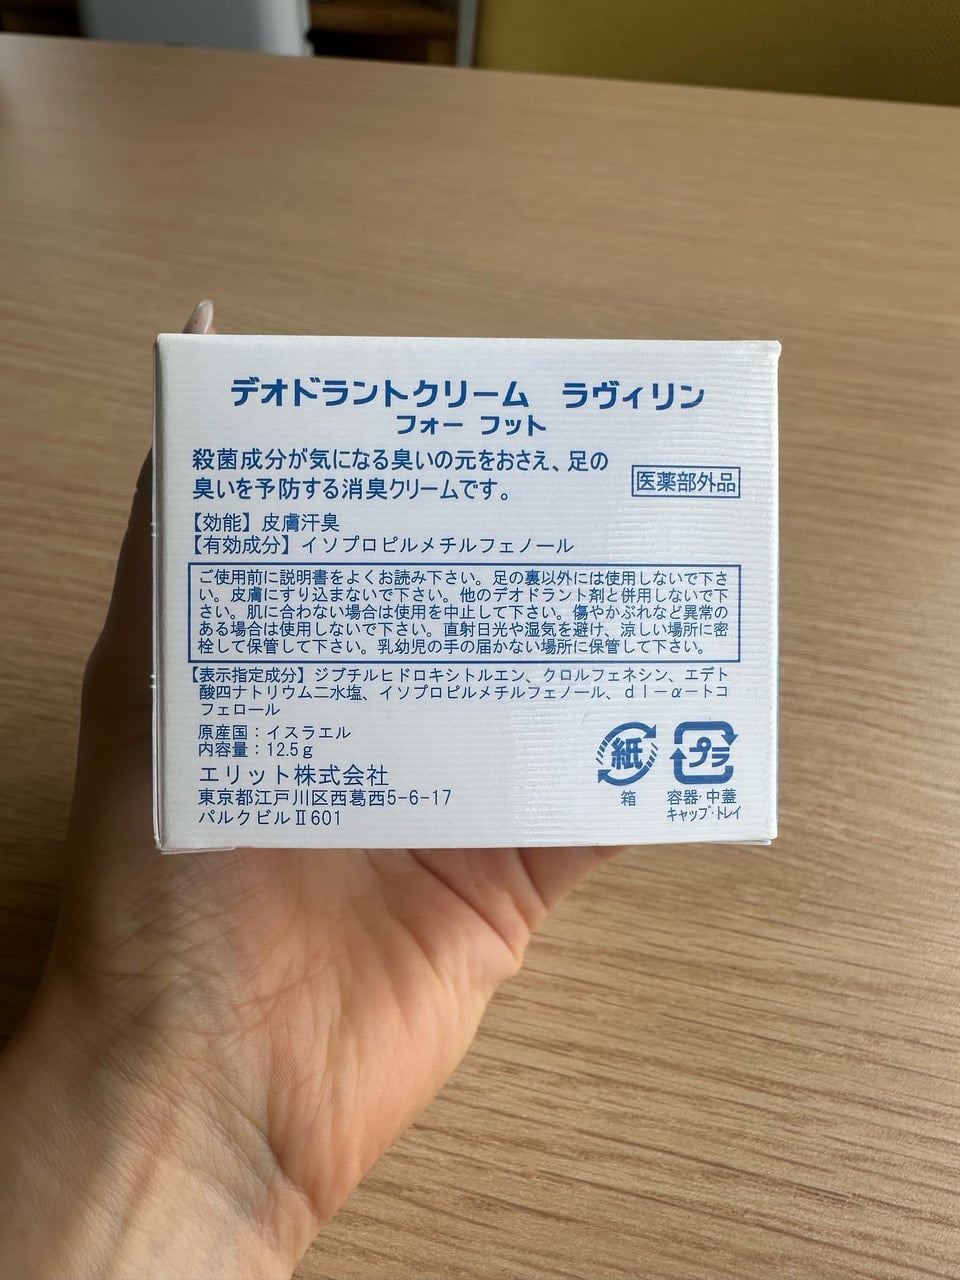 デオドラントクリーム ラヴィリン
フォー フット
殺菌成分が気になる臭いの元をおさえ、足の
臭いを予防する消臭クリームです。
医薬部外品
【効能】皮膚汗臭
【有効成分】イソプロピルメチルフェノール
ご使用前に説明書をよくお読み下さい。足の裏以外には使用しないで下さ
い。皮膚にすり込まないで下さい。他のデオドラント剤と併用しないで下
さい。肌に合わない場合は使用を中止して下さい。傷やかぶれなど異常の
ある場合は使用しないで下さい。直射日光や湿気を避け、涼しい場所に密
栓して保管して下さい。乳幼児の手の届かない場所に保管して下さい。
【表示指定成分】ジブチルヒドロキシトルエン、クロルフェネシン、エデト
酸四ナトリウム二水塩、イソプロピルメチルフェノール、dl-α-トコ
フェロール
原産国：イスラエル
内容量：12.5g
エリット株式会社
東京都江戸川区西葛西5-6-17
パルクビルⅡ601
紙
箱
プラ
容器・中蓋
キャップ・トレイ